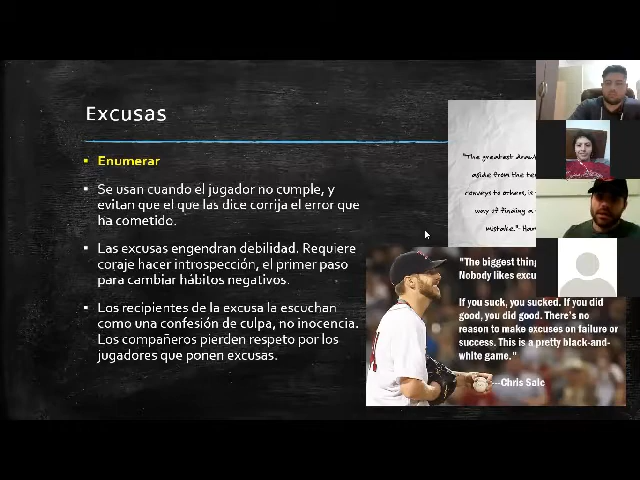 Excusas
Enumerar
Se usan cuando el jugador no cumple, y
evitan que el que las dice corrija el error que
ha cometido.
Las excusas engendran debilidad. Requiere
coraje hacer introspección, el primer paso
para cambiar hábitos negativos.
Los recipientes de la excusa la escuchan
como una confesión de culpa, no inocencia.
Los compañeros pierden respeto por los
jugadores que ponen excusas.
"The greatest
aside from the
conveys to others, is
way of finding a
mistake."-
"The biggest thing
Nobody likes
If you suck, you sucked. If you did
good, you did good. There's no
reason to make excuses on failure or
success. This is a pretty black-and-
white game."
---Chris Sale